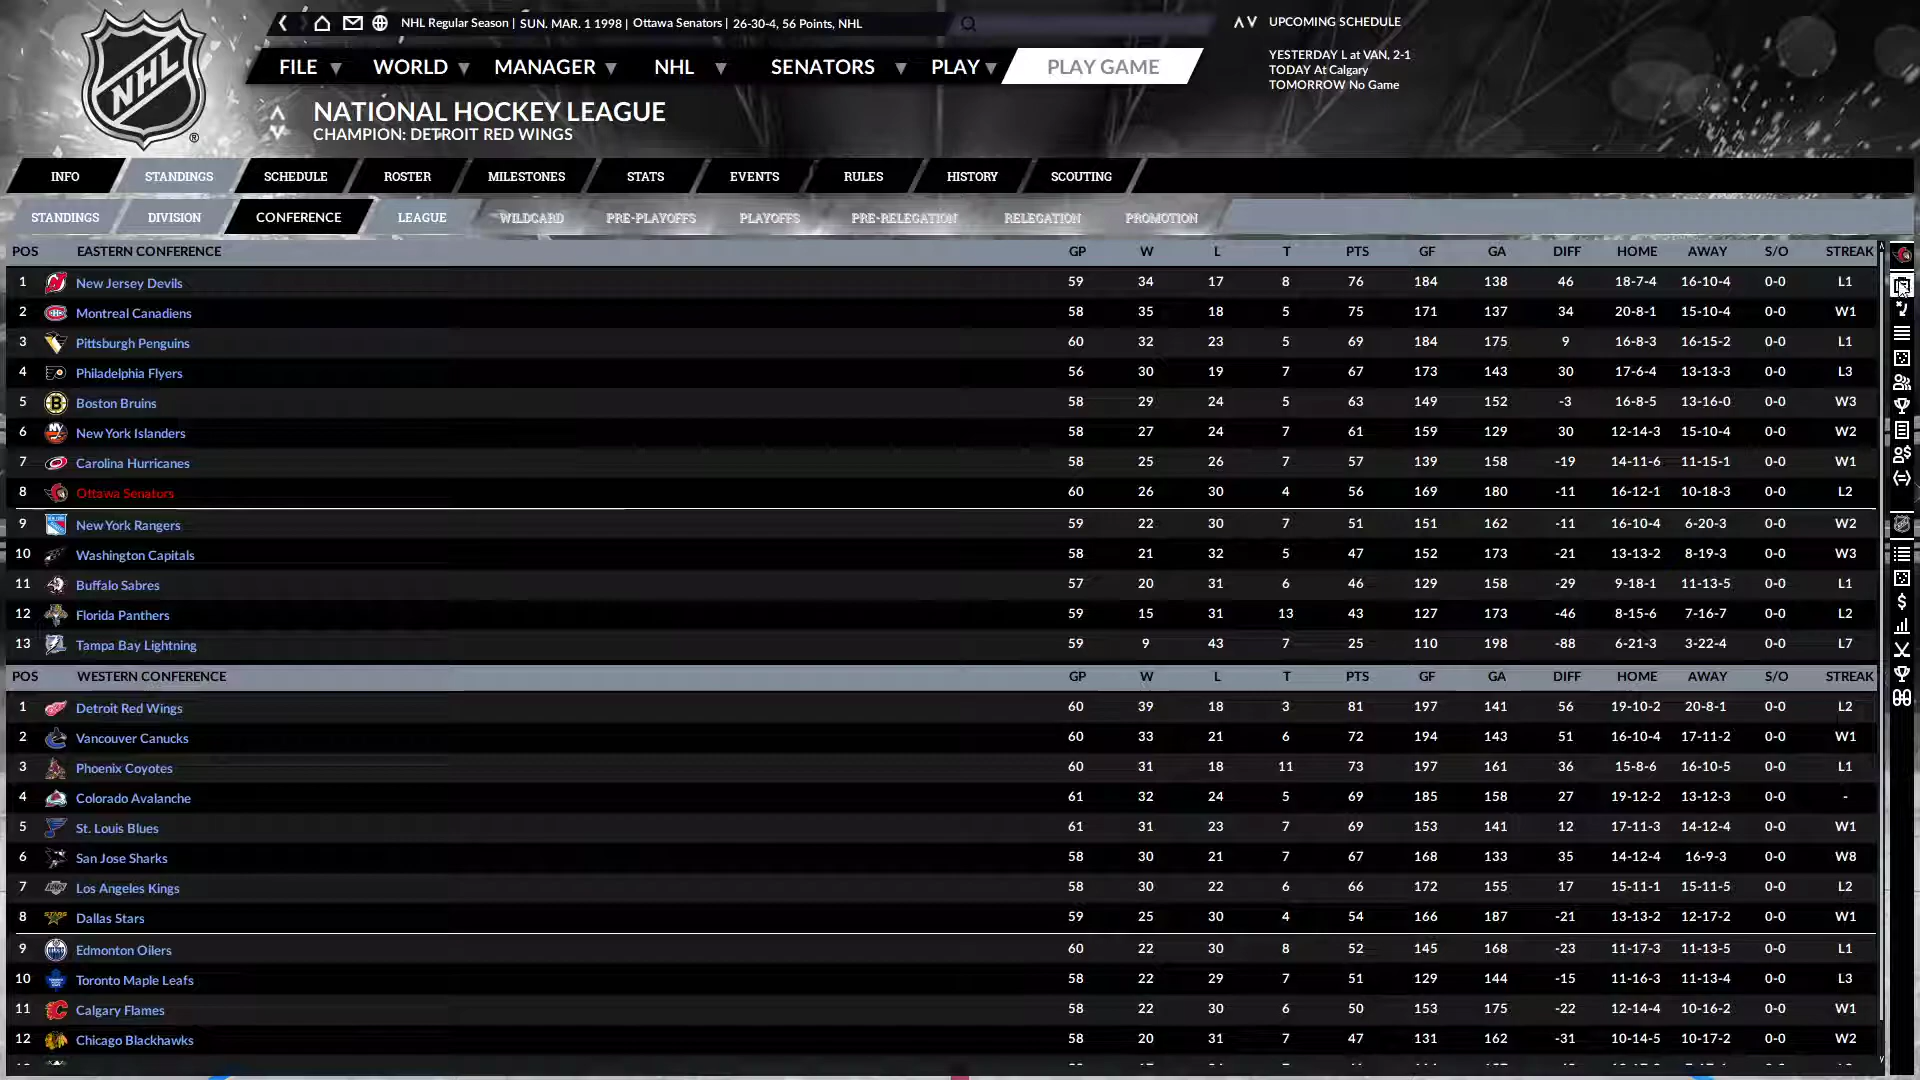 NHL Regular Season | SUN. MAR. 1 1998 | Ottawa Senators | 26-30-4, 56 Points, NHL
UPCOMING SCHEDULE
YESTERDAY L at VAN, 2-1
TODAY At Calgary
TOMORROW No Game
NHL
FILE WORLD MANAGER NHL SENATORS PLAY PLAY GAME
NATIONAL HOCKEY LEAGUE
CHAMPION: DETROIT RED WINGS
INFO STANDINGS SCHEDULE ROSTER MILESTONES STATS EVENTS RULES HISTORY SCOUTING
STANDINGS DIVISION CONFERENCE LEAGUE WILDCARD PRE-PLAYOFFS PLAYOFFS PRE-RELEGATION RELEGATION PROMOTION
POS EASTERN CONFERENCE GP W L T PTS GF GA DIFF HOME AWAY S/O STREAK
1 New Jersey Devils 59 34 17 8 76 184 138 46 18-7-4 16-10-4 0-0 L1
2 Montreal Canadiens 58 35 18 5 75 171 137 34 20-8-1 15-10-4 0-0 W1
3 Pittsburgh Penguins 60 32 23 5 69 184 175 9 16-8-3 16-15-2 0-0 L1
4 Philadelphia Flyers 56 30 19 7 67 173 143 30 17-6-4 13-13-3 0-0 L3
5 Boston Bruins 58 29 24 5 63 149 152 -3 16-8-5 13-16-0 0-0 W3
6 New York Islanders 58 27 24 7 61 159 129 30 12-14-3 15-10-4 0-0 W2
7 Carolina Hurricanes 58 25 26 7 57 139 158 -19 14-11-6 11-15-1 0-0 W1
8 Ottawa Senators 60 26 30 4 56 169 180 -11 16-12-1 10-18-3 0-0 L2
9 New York Rangers 59 22 30 7 51 151 162 -11 16-10-4 6-20-3 0-0 W2
10 Washington Capitals 58 21 32 5 47 152 173 -21 13-13-2 8-19-3 0-0 W3
11 Buffalo Sabres 57 20 31 6 46 129 158 -29 9-18-1 11-13-5 0-0 L1
12 Florida Panthers 59 15 31 13 43 127 173 -46 8-15-6 7-16-7 0-0 L2
13 Tampa Bay Lightning 59 9 43 7 25 110 198 -88 6-21-3 3-22-4 0-0 L7
POS WESTERN CONFERENCE GP W L T PTS GF GA DIFF HOME AWAY S/O STREAK
1 Detroit Red Wings 60 39 18 3 81 197 141 56 19-10-2 20-8-1 0-0 L2
2 Vancouver Canucks 60 33 21 6 72 194 143 51 16-10-4 17-11-2 0-0 W1
3 Phoenix Coyotes 60 31 18 11 73 197 161 36 15-8-6 16-10-5 0-0 L1
4 Colorado Avalanche 61 32 24 5 69 185 158 27 19-12-2 13-12-3 0-0 -
5 St. Louis Blues 61 31 23 7 69 153 141 12 17-11-3 14-12-4 0-0 W1
6 San Jose Sharks 58 30 21 7 67 168 133 35 14-12-4 16-9-3 0-0 W8
7 Los Angeles Kings 58 30 22 6 66 172 155 17 15-11-1 15-11-5 0-0 L2
8 Dallas Stars 59 25 30 4 54 166 187 -21 13-13-2 12-17-2 0-0 W1
9 Edmonton Oilers 60 22 30 8 52 145 168 -23 11-17-3 11-13-5 0-0 L1
10 Toronto Maple Leafs 58 22 29 7 51 129 144 -15 11-16-3 11-13-4 0-0 L3
11 Calgary Flames 58 22 30 6 50 153 175 -22 12-14-4 10-16-2 0-0 W1
12 Chicago Blackhawks 58 20 31 7 47 131 162 -31 10-14-5 10-17-2 0-0 W2